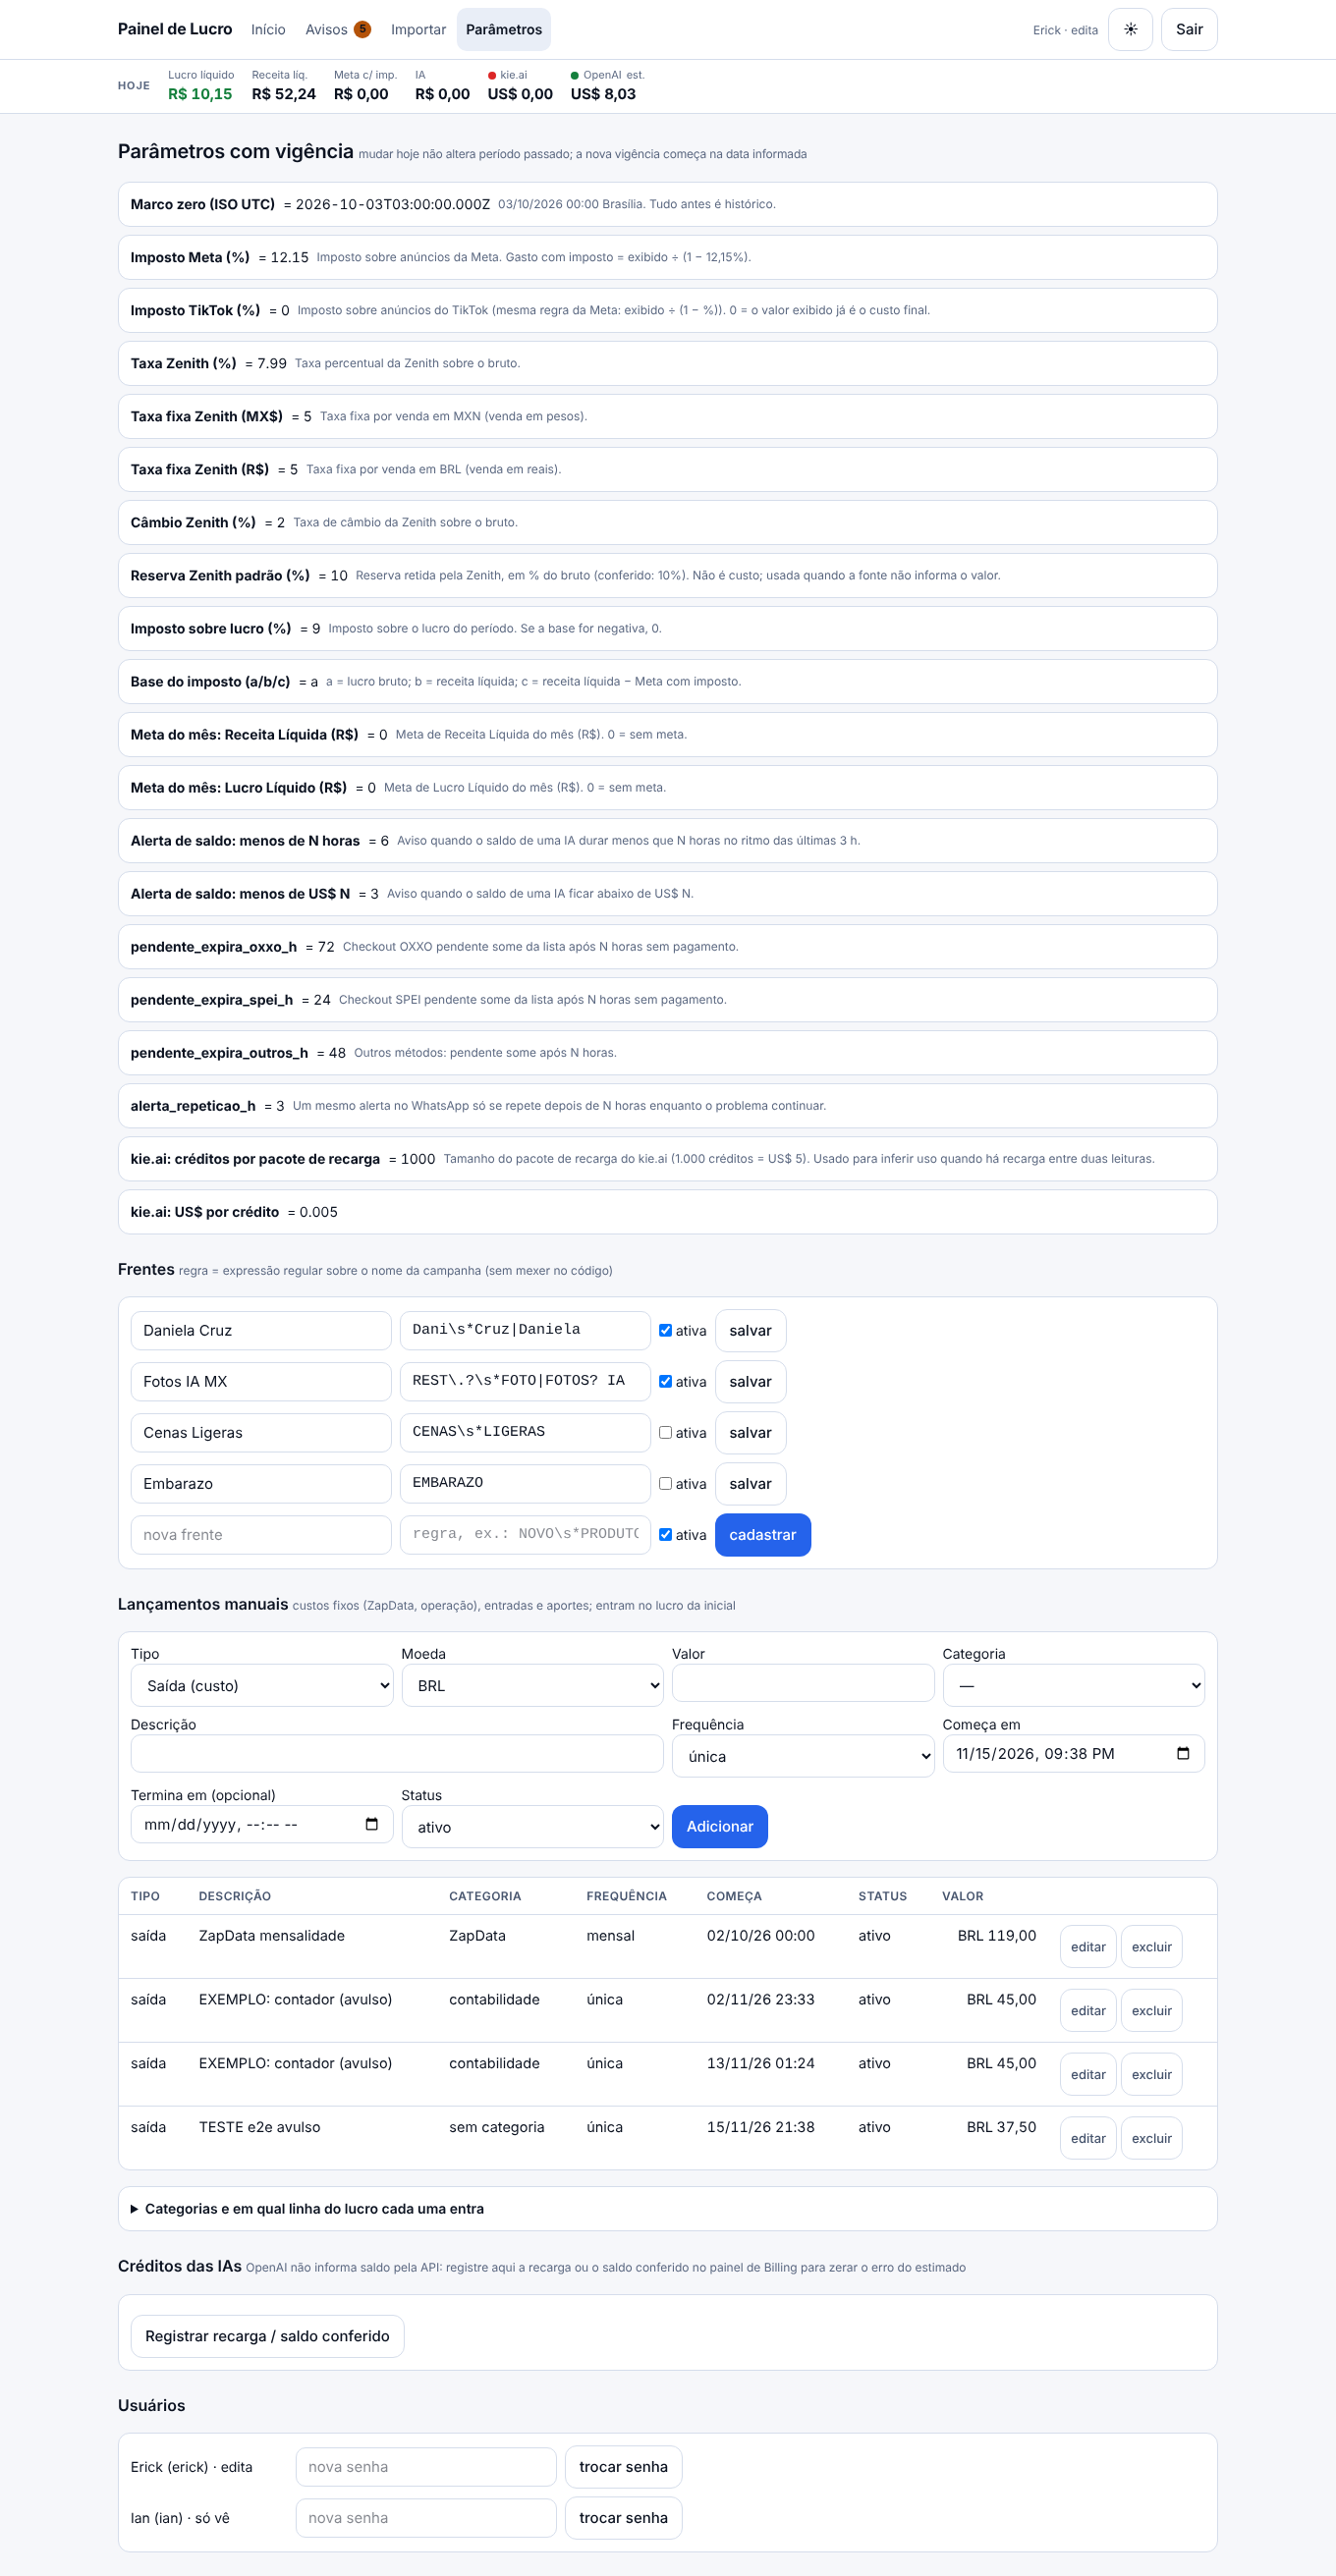 Painel de Lucro Início Avisos 5 Importar Parâmetros Erick · edita ☀ Sair
HOJE
Lucro líquido Receita líq. Meta c/ imp. IA kie.ai OpenAI est.
R$ 10,15 R$ 52,24 R$ 0,00 R$ 0,00 US$ 0,00 US$ 8,03
Parâmetros com vigência mudar hoje não altera período passado; a nova vigência começa na data informada
Marco zero (ISO UTC) = 2026-10-03T03:00:00.000Z 03/10/2026 00:00 Brasília. Tudo antes é histórico.
Imposto Meta (%) = 12.15 Imposto sobre anúncios da Meta. Gasto com imposto = exibido ÷ (1 − 12,15%).
Imposto TikTok (%) = 0 Imposto sobre anúncios do TikTok (mesma regra da Meta: exibido ÷ (1 − %)). 0 = o valor exibido já é o custo final.
Taxa Zenith (%) = 7.99 Taxa percentual da Zenith sobre o bruto.
Taxa fixa Zenith (MX$) = 5 Taxa fixa por venda em MXN (venda em pesos).
Taxa fixa Zenith (R$) = 5 Taxa fixa por venda em BRL (venda em reais).
Câmbio Zenith (%) = 2 Taxa de câmbio da Zenith sobre o bruto.
Reserva Zenith padrão (%) = 10 Reserva retida pela Zenith, em % do bruto (conferido: 10%). Não é custo; usada quando a fonte não informa o valor.
Imposto sobre lucro (%) = 9 Imposto sobre o lucro do período. Se a base for negativa, 0.
Base do imposto (a/b/c) = a a = lucro bruto; b = receita líquida; c = receita líquida − Meta com imposto.
Meta do mês: Receita Líquida (R$) = 0 Meta de Receita Líquida do mês (R$). 0 = sem meta.
Meta do mês: Lucro Líquido (R$) = 0 Meta de Lucro Líquido do mês (R$). 0 = sem meta.
Alerta de saldo: menos de N horas = 6 Aviso quando o saldo de uma IA durar menos que N horas no ritmo das últimas 3 h.
Alerta de saldo: menos de US$ N = 3 Aviso quando o saldo de uma IA ficar abaixo de US$ N.
pendente_expira_oxxo_h = 72 Checkout OXXO pendente some da lista após N horas sem pagamento.
pendente_expira_spei_h = 24 Checkout SPEI pendente some da lista após N horas sem pagamento.
pendente_expira_outros_h = 48 Outros métodos: pendente some após N horas.
alerta_repeticao_h = 3 Um mesmo alerta no WhatsApp só se repete depois de N horas enquanto o problema continuar.
kie.ai: créditos por pacote de recarga = 1000 Tamanho do pacote de recarga do kie.ai (1.000 créditos = US$ 5). Usado para inferir uso quando há recarga entre duas leituras.
kie.ai: US$ por crédito = 0.005
Frentes regra = expressão regular sobre o nome da campanha (sem mexer no código)
Daniela Cruz Dani\s*Cruz|Daniela ativa salvar
Fotos IA MX REST\.?\s*FOTO|FOTOS? IA ativa salvar
Cenas Ligeras CENAS\s*LIGERAS ativa salvar
Embarazo EMBARAZO ativa salvar
nova frente regra, ex.: NOVO\s*PRODUTO ativa cadastrar
Lançamentos manuais custos fixos (ZapData, operação), entradas e aportes; entram no lucro da inicial
Tipo Moeda Valor Categoria
Saída (custo) BRL —
Descrição Frequência Começa em
única 11/15/2026, 09:38 PM
Termina em (opcional) Status
mm/dd/yyyy, --:-- -- ativo Adicionar
TIPO DESCRIÇÃO CATEGORIA FREQUÊNCIA COMEÇA STATUS VALOR
saída ZapData mensalidade ZapData mensal 02/10/26 00:00 ativo BRL 119,00 editar excluir
saída EXEMPLO: contador (avulso) contabilidade única 02/11/26 23:33 ativo BRL 45,00 editar excluir
saída EXEMPLO: contador (avulso) contabilidade única 13/11/26 01:24 ativo BRL 45,00 editar excluir
saída TESTE e2e avulso sem categoria única 15/11/26 21:38 ativo BRL 37,50 editar excluir
Categorias e em qual linha do lucro cada uma entra
Créditos das IAs OpenAI não informa saldo pela API: registre aqui a recarga ou o saldo conferido no painel de Billing para zerar o erro do estimado
Registrar recarga / saldo conferido
Usuários
Erick (erick) · edita nova senha trocar senha
Ian (ian) · só vê nova senha trocar senha